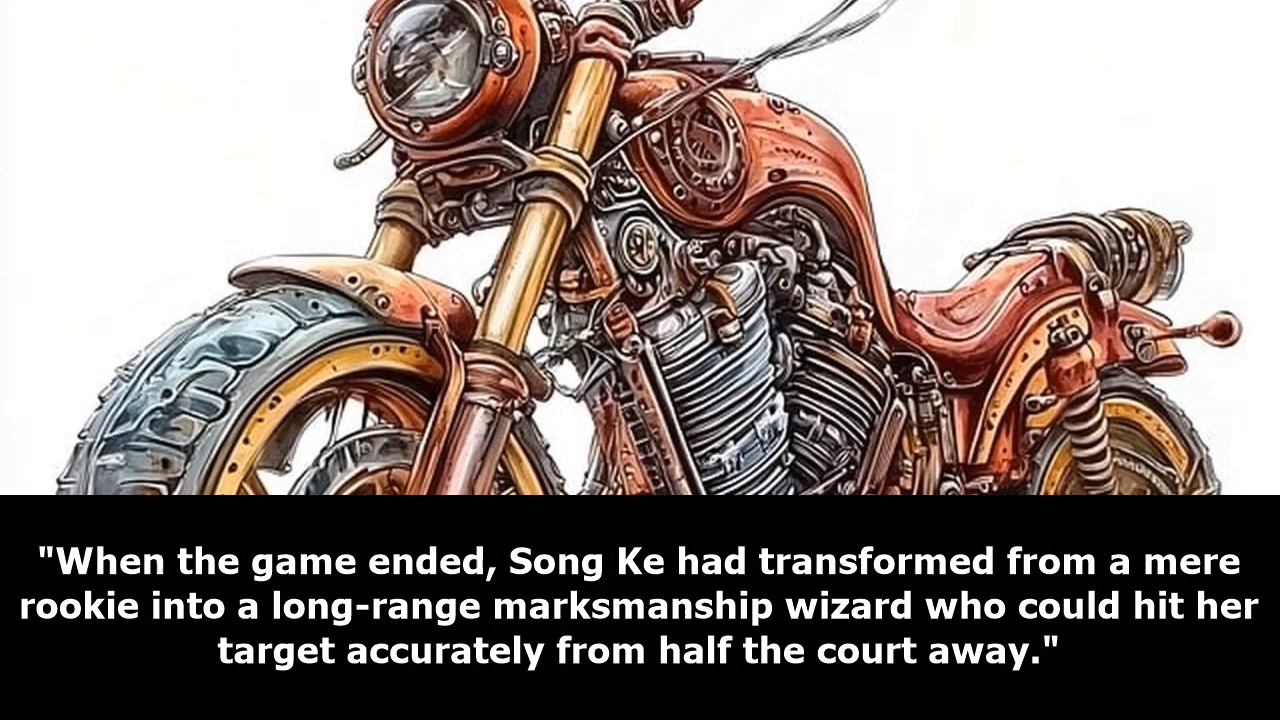 "When the game ended, Song Ke had transformed from a mere
rookie into a long-range marksmanship wizard who could hit her
target accurately from half the court away."